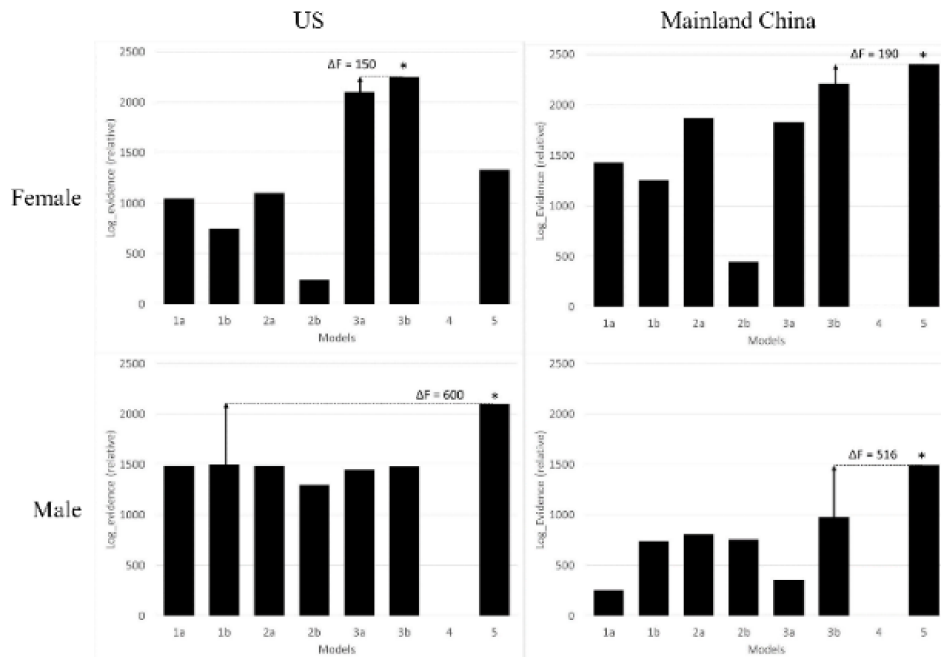 US
Mainland China
Female
Male
Log_evidence (relative)
2500
2000
1500
1000
500
0
ΔF = 150
*
1a 1b 2a 2b 3a 3b 4 5
Models
Log_Evidence (relative)
2500
2000
1500
1000
500
0
ΔF = 190
*
1a 1b 2a 2b 3a 3b 4 5
Models
Log_evidence (relative)
2500
2000
1500
1000
500
0
ΔF = 600
*
1a 1b 2a 2b 3a 3b 4 5
Models
Log_Evidence (relative)
2500
2000
1500
1000
500
0
ΔF = 516
*
1a 1b 2a 2b 3a 3b 4 5
Models